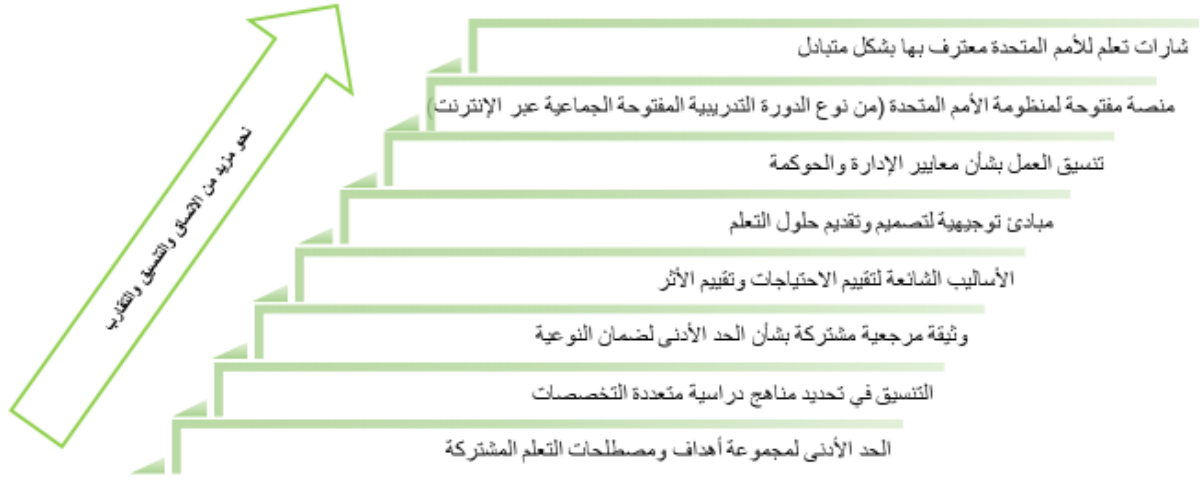 شارات تعلم للأمم المتحدة معترف بها بشكل متبادل
منصة مفتوحة لمنظومة الأمم المتحدة (من نوع الدورة التدريبية المفتوحة الجماعية عبر الإنترنت)
تنسيق العمل بشأن معايير الإدارة والحوكمة
مبادئ توجيهية لتصميم وتقديم حلول التعلم
الأساليب الشائعة لتقييم الاحتياجات وتقييم الأثر
وثيقة مرجعية مشتركة بشأن الحد الأدنى لضمان النوعية
التنسيق في تحديد مناهج دراسية متعددة التخصصات
الحد الأدنى لمجموعة أهداف ومصطلحات التعلم المشتركة
نحو مزيد من الاتساق والتنسيق والتقارب